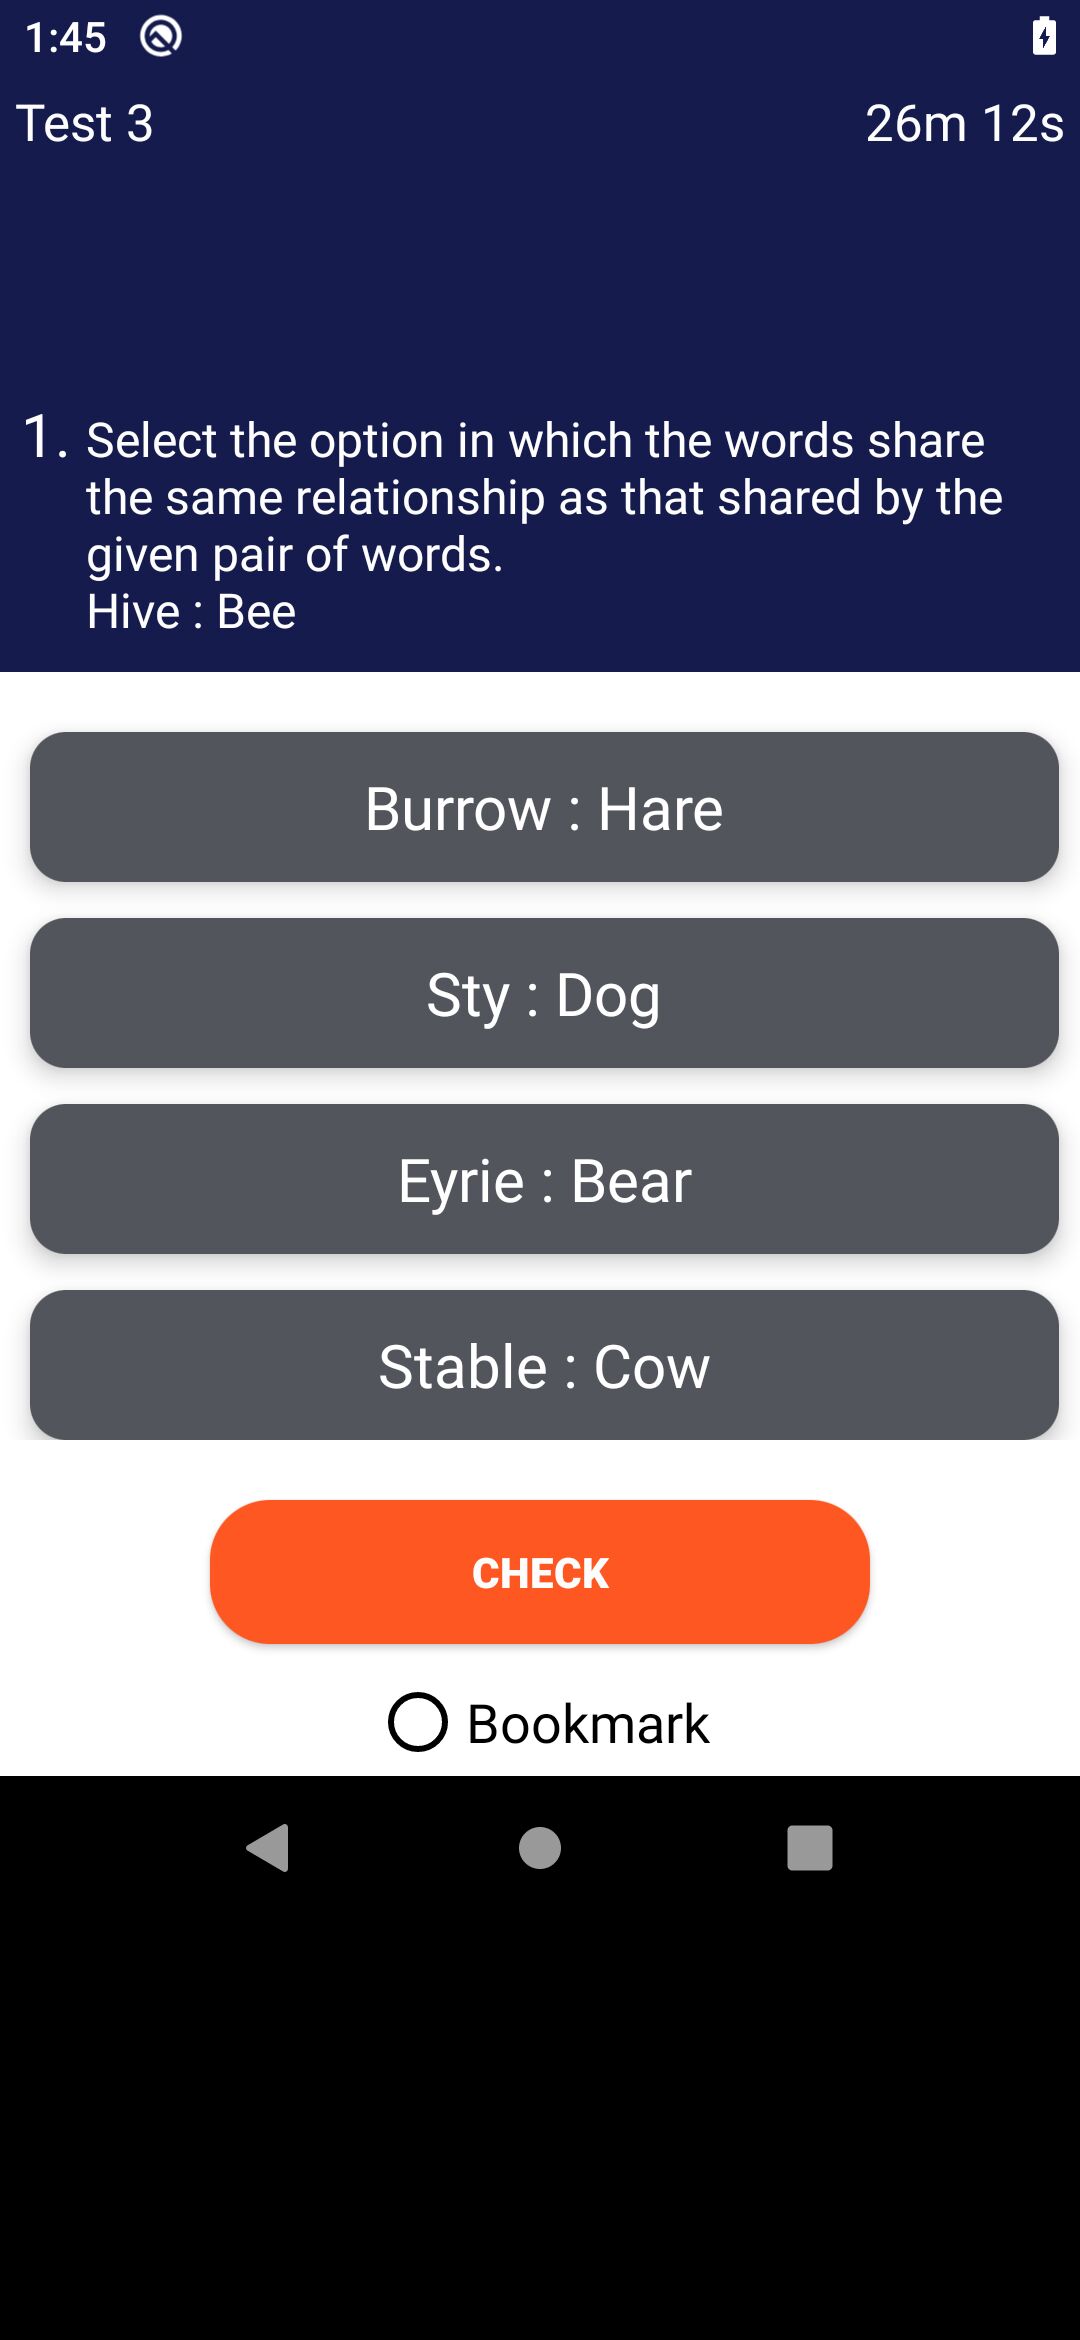 1:45
Test 3
26m 12s
1. Select the option in which the words share
the same relationship as that shared by the
given pair of words.
Hive : Bee
Burrow : Hare
Sty : Dog
Eyrie : Bear
Stable : Cow
CHECK
Bookmark